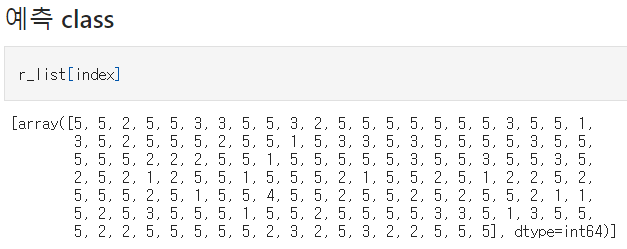 예측 class
r_list[index]
[array([5, 5, 2, 5, 5, 3, 3, 5, 5, 3, 2, 5, 5, 5, 5, 5, 5, 5, 3, 5, 5, 1,
3, 5, 2, 5, 5, 5, 2, 5, 5, 1, 5, 3, 3, 5, 3, 5, 5, 5, 5, 3, 5, 5,
5, 5, 5, 2, 2, 2, 5, 5, 1, 5, 5, 5, 5, 5, 3, 5, 5, 3, 5, 5, 3, 5,
2, 5, 2, 1, 2, 5, 5, 1, 5, 5, 5, 2, 1, 5, 5, 2, 5, 1, 2, 2, 5, 2,
5, 5, 5, 2, 5, 1, 5, 5, 4, 5, 5, 2, 5, 5, 2, 5, 2, 5, 5, 2, 1, 1,
5, 2, 5, 3, 5, 5, 5, 1, 5, 5, 2, 5, 5, 5, 5, 3, 3, 5, 1, 3, 5, 5,
5, 2, 2, 5, 5, 5, 5, 5, 2, 3, 2, 5, 3, 2, 2, 5, 5, 5], dtype=int64)]